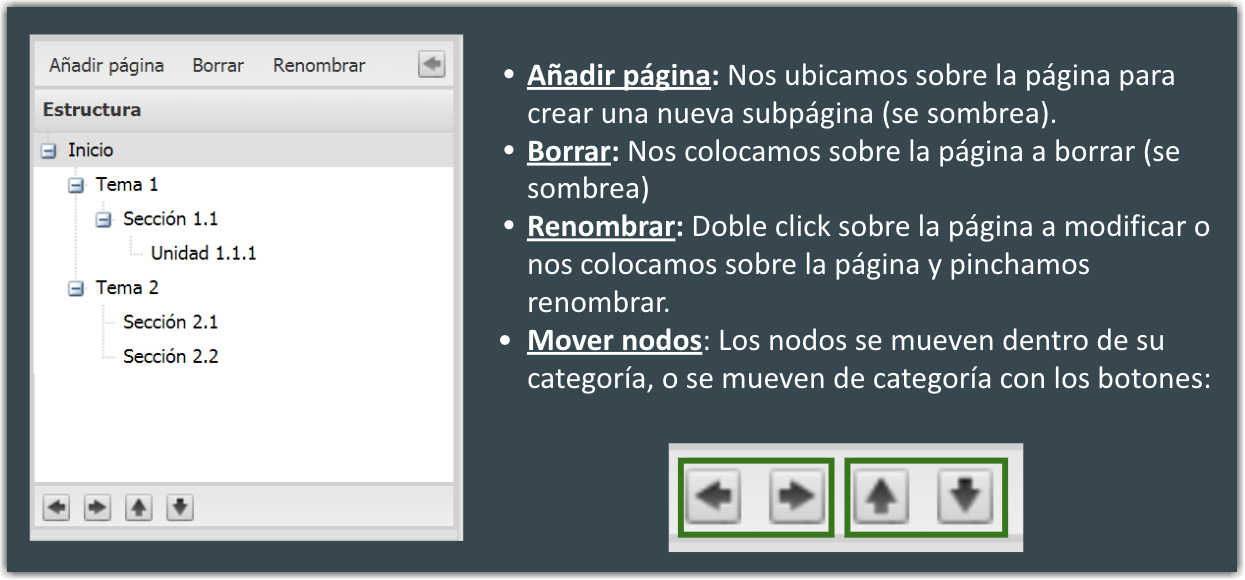 Añadir página Borrar Renombrar
Estructura
Inicio
Tema 1
Sección 1.1
Unidad 1.1.1
Tema 2
Sección 2.1
Sección 2.2
• Añadir página: Nos ubicamos sobre la página para
crear una nueva subpágina (se sombrea).
• Borrar: Nos colocamos sobre la página a borrar (se
sombrea)
• Renombrar: Doble click sobre la página a modificar o
nos colocamos sobre la página y pinchamos
renombrar.
• Mover nodos: Los nodos se mueven dentro de su
categoría, o se mueven de categoría con los botones: